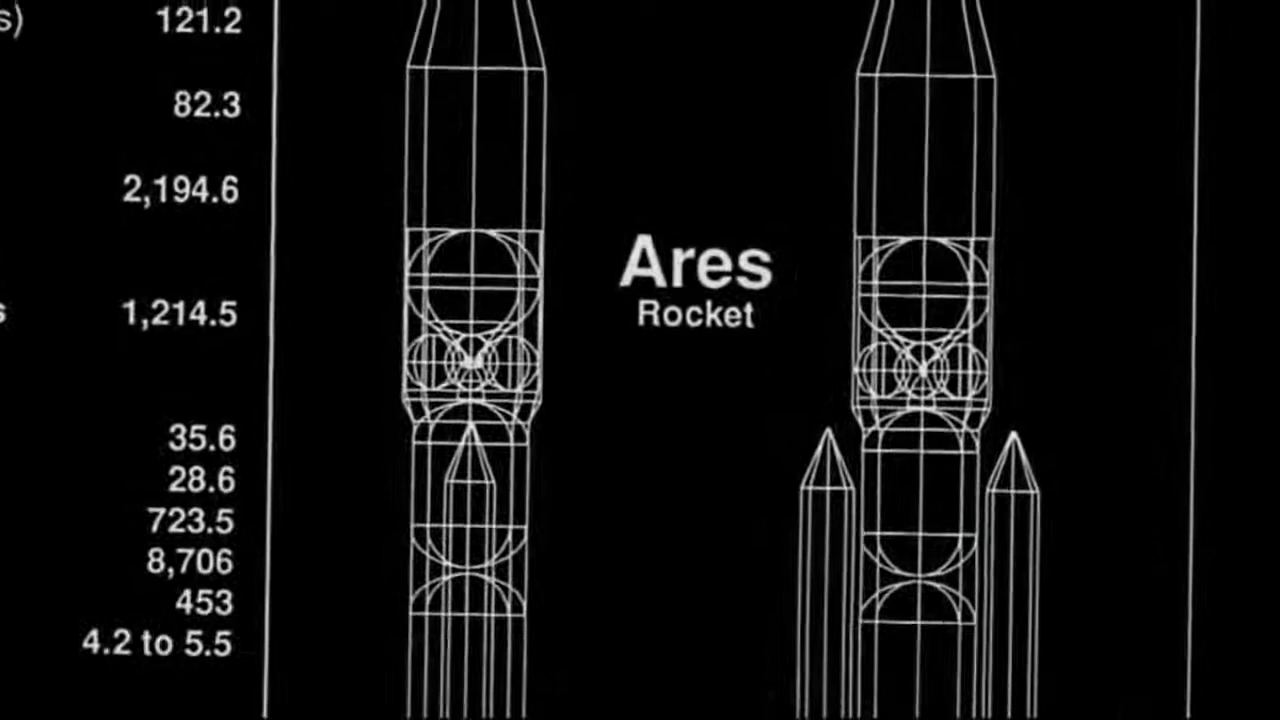 s) 121.2
82.3
2,194.6
s 1,214.5
35.6
28.6
723.5
8,706
453
4.2 to 5.5
Ares
Rocket